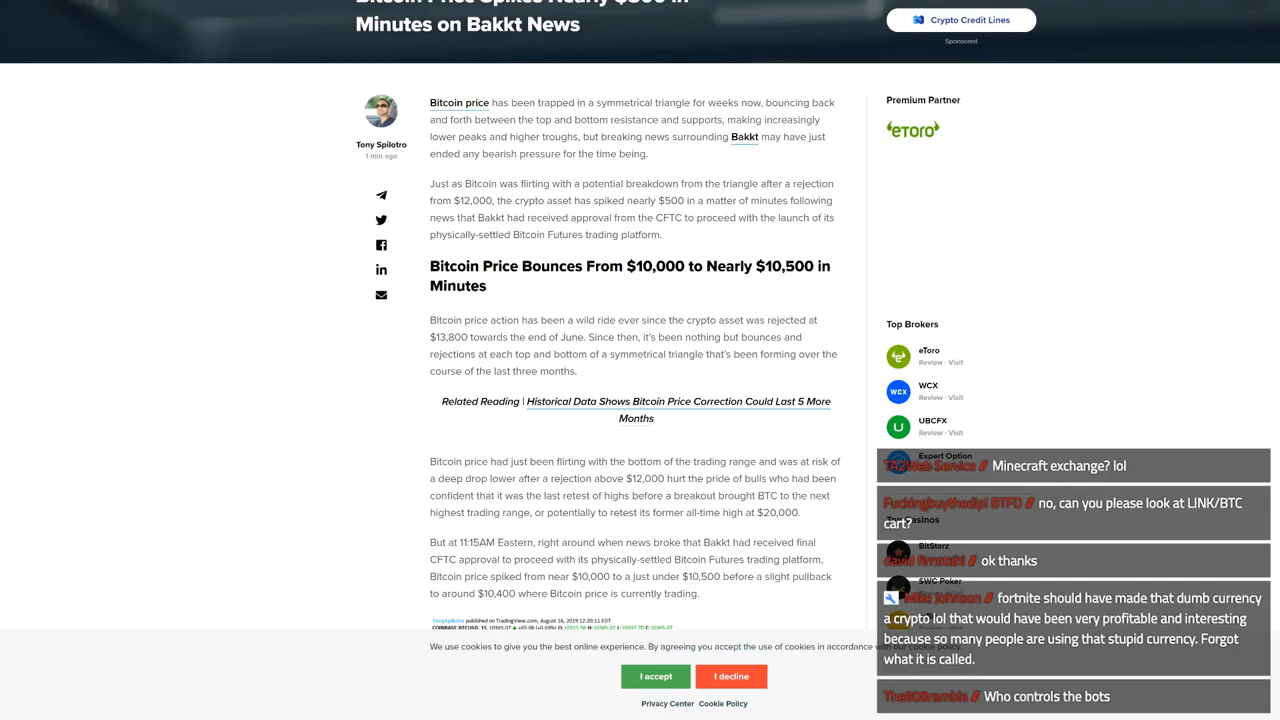 Minutes on Bakkt News
Crypto Credit Lines
Sponsored
Tony Spilotro
1 min ago
Bitcoin price has been trapped in a symmetrical triangle for weeks now, bouncing back
and forth between the top and bottom resistance and supports, making increasingly
lower peaks and higher troughs, but breaking news surrounding Bakkt may have just
ended any bearish pressure for the time being.
Just as Bitcoin was flirting with a potential breakdown from the triangle after a rejection
from $12,000, the crypto asset has spiked nearly $500 in a matter of minutes following
news that Bakkt had received approval from the CFTC to proceed with the launch of its
physically-settled Bitcoin Futures trading platform.
Bitcoin Price Bounces From $10,000 to Nearly $10,500 in
Minutes
Bitcoin price action has been a wild ride ever since the crypto asset was rejected at
$13,800 towards the end of June. Since then, it's been nothing but bounces and
rejections at each top and bottom of a symmetrical triangle that's been forming over the
course of the last three months.
Related Reading | Historical Data Shows Bitcoin Price Correction Could Last 5 More
Months
Bitcoin price had just been flirting with the bottom of the trading range and was at risk of
a deep drop lower after a rejection above $12,000 hurt the pride of bulls who had been
confident that it was the last retest of highs before a breakout brought BTC to the next
highest trading range, or potentially to retest its former all-time high at $20,000.
But at 11:15AM Eastern, right around when news broke that Bakkt had received final
CFTC approval to proceed with its physically-settled Bitcoin Futures trading platform,
Bitcoin price spiked from near $10,000 to a just under $10,500 before a slight pullback
to around $10,400 where Bitcoin price is currently trading.
TonySpilotro published on TradingView.com, August 16, 2019 12:20:11 EDT
Premium Partner
eToro
Top Brokers
eToro
Review · Visit
WCX
WCX
Review · Visit
UBCFX
Review · Visit
Expert Option
TA2Web Service // Minecraft exchange? lol
Fuckingbuythedip! BTFD // no, can you please look at LINK/BTC
cart?
BitStarz
// ok thanks
SWC Poker
Mike Johnson // fortnite should have made that dumb currency
a crypto lol that would have been very profitable and interesting
because so many people are using that stupid currency. Forgot
what it is called.
// Who controls the bots
We use cookies to give you the best online experience. By agreeing you accept the use of cookies in accordance with our cookie policy.
I accept
I decline
Privacy Center
Cookie Policy